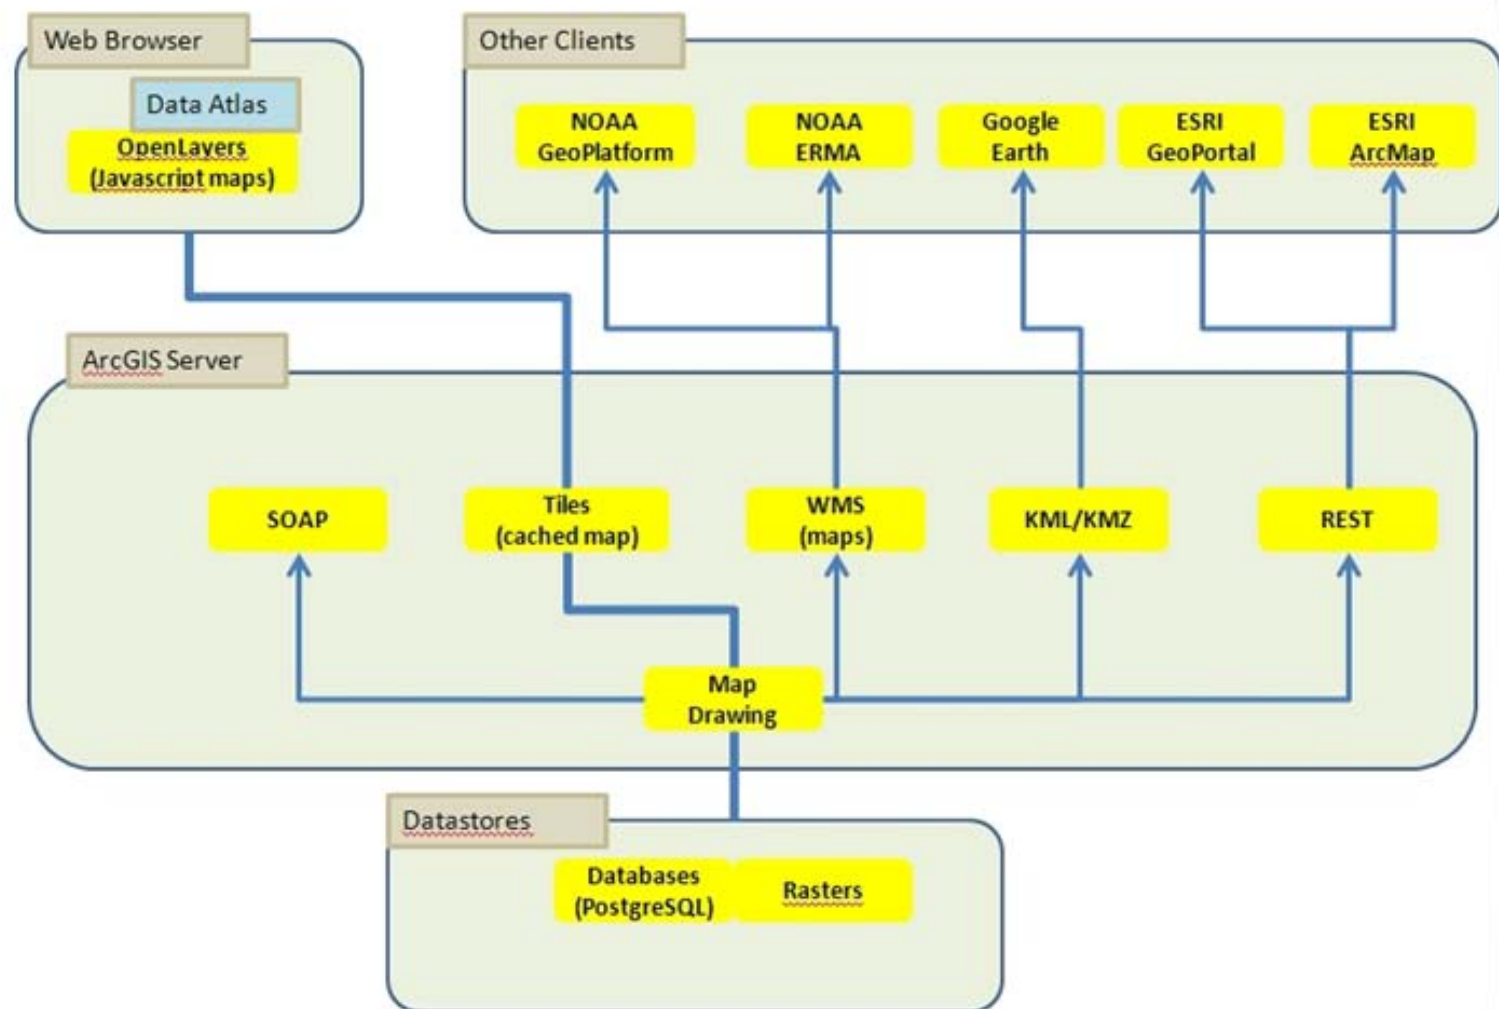 Web Browser
Data Atlas
OpenLayers
(Javascript maps)
Other Clients
NOAA
GeoPlatform
NOAA
ERMA
Google
Earth
ESRI
GeoPortal
ESRI
ArcMap
ArcGIS Server
SOAP
Tiles
(cached map)
WMS
(maps)
KML/KMZ
REST
Map
Drawing
Datastores
Databases
(PostgreSQL)
Rasters